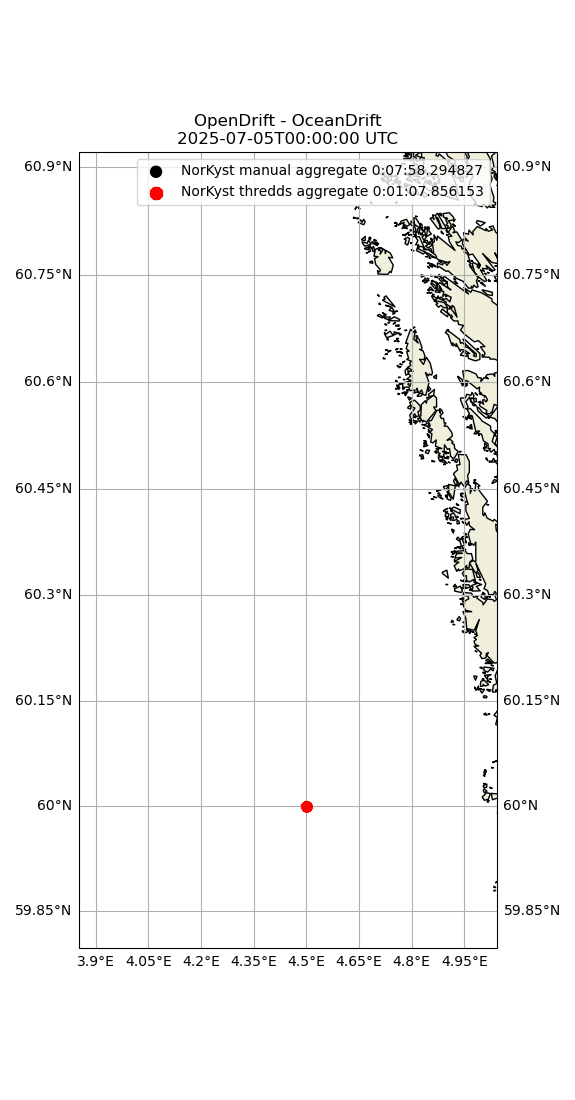 OpenDrift - OceanDrift
2025-07-05T00:00:00 UTC
NorKyst manual aggregate 0:07:58.294827
NorKyst thredds aggregate 0:01:07.856153
60.9°N 60.9°N
60.75°N 60.75°N
60.6°N 60.6°N
60.45°N 60.45°N
60.3°N 60.3°N
60.15°N 60.15°N
60°N 60°N
59.85°N 59.85°N
3.9°E 4.05°E 4.2°E 4.35°E 4.5°E 4.65°E 4.8°E 4.95°E